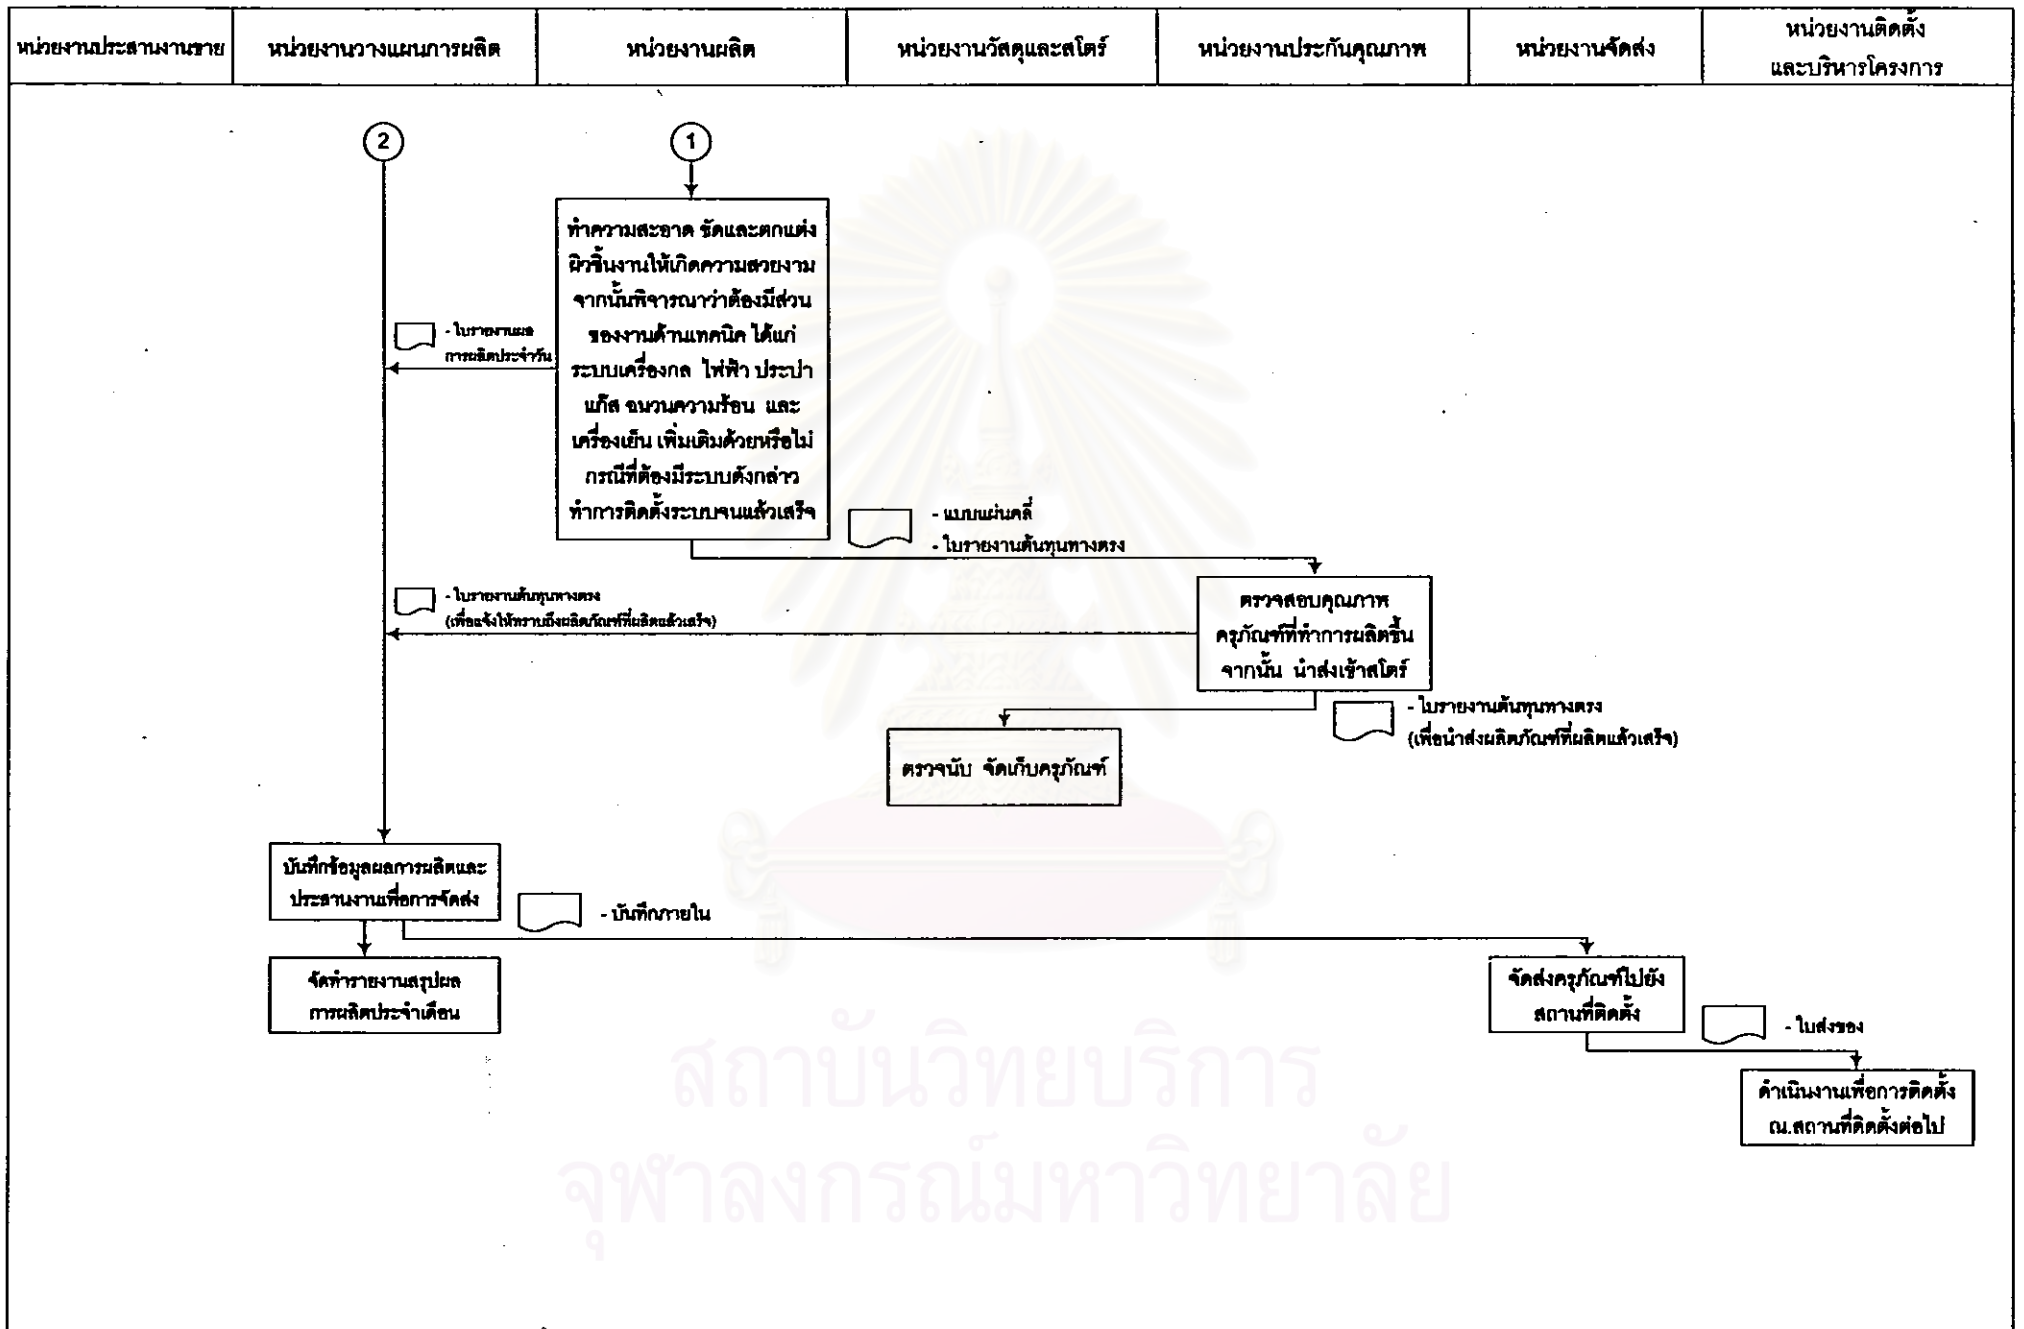 หน่วยงานประสานงานขาย
หน่วยงานวางแผนการผลิต
หน่วยงานผลิต
หน่วยงานวัสดุและสโตร์
หน่วยงานประกันคุณภาพ
หน่วยงานจัดส่ง
หน่วยงานติดตั้ง
และบริหารโครงการ
2
1
ทำความสะอาด ขัดและตกแต่ง
ผิวชิ้นงานให้เกิดความสวยงาม
จากนั้นพิจารณาว่าต้องมีส่วน
ของงานด้านเทคนิค ได้แก่
ระบบเครื่องกล ไฟฟ้า ประปา
แก๊ส ฉนวนความร้อน และ
เครื่องเย็น เพิ่มเติมด้วยหรือไม่
กรณีที่ต้องมีระบบดังกล่าว
ทำการติดตั้งระบบจนแล้วเสร็จ
- ใบรายงานผล
การผลิตประจำวัน
- แบบแผ่นคลี่
- ใบรายงานต้นทุนทางตรง
- ใบรายงานต้นทุนทางตรง
(เพื่อแจ้งให้ทราบถึงผลิตภัณฑ์ที่ผลิตแล้วเสร็จ)
ตรวจสอบคุณภาพ
ครุภัณฑ์ที่ทำการผลิตขึ้น
จากนั้น นำส่งเข้าสโตร์
- ใบรายงานต้นทุนทางตรง
(เพื่อนำส่งผลิตภัณฑ์ที่ผลิตแล้วเสร็จ)
ตรวจนับ จัดเก็บครุภัณฑ์
บันทึกข้อมูลผลการผลิตและ
ประสานงานเพื่อการจัดส่ง
- บันทึกภายใน
จัดทำรายงานสรุปผล
การผลิตประจำเดือน
จัดส่งครุภัณฑ์ไปยัง
สถานที่ติดตั้ง
- ใบส่งของ
ดำเนินงานเพื่อการติดตั้ง
ณ.สถานที่ติดตั้งต่อไป
สถาบันวิทยบริการ
จุฬาลงกรณ์มหาวิทยาลัย